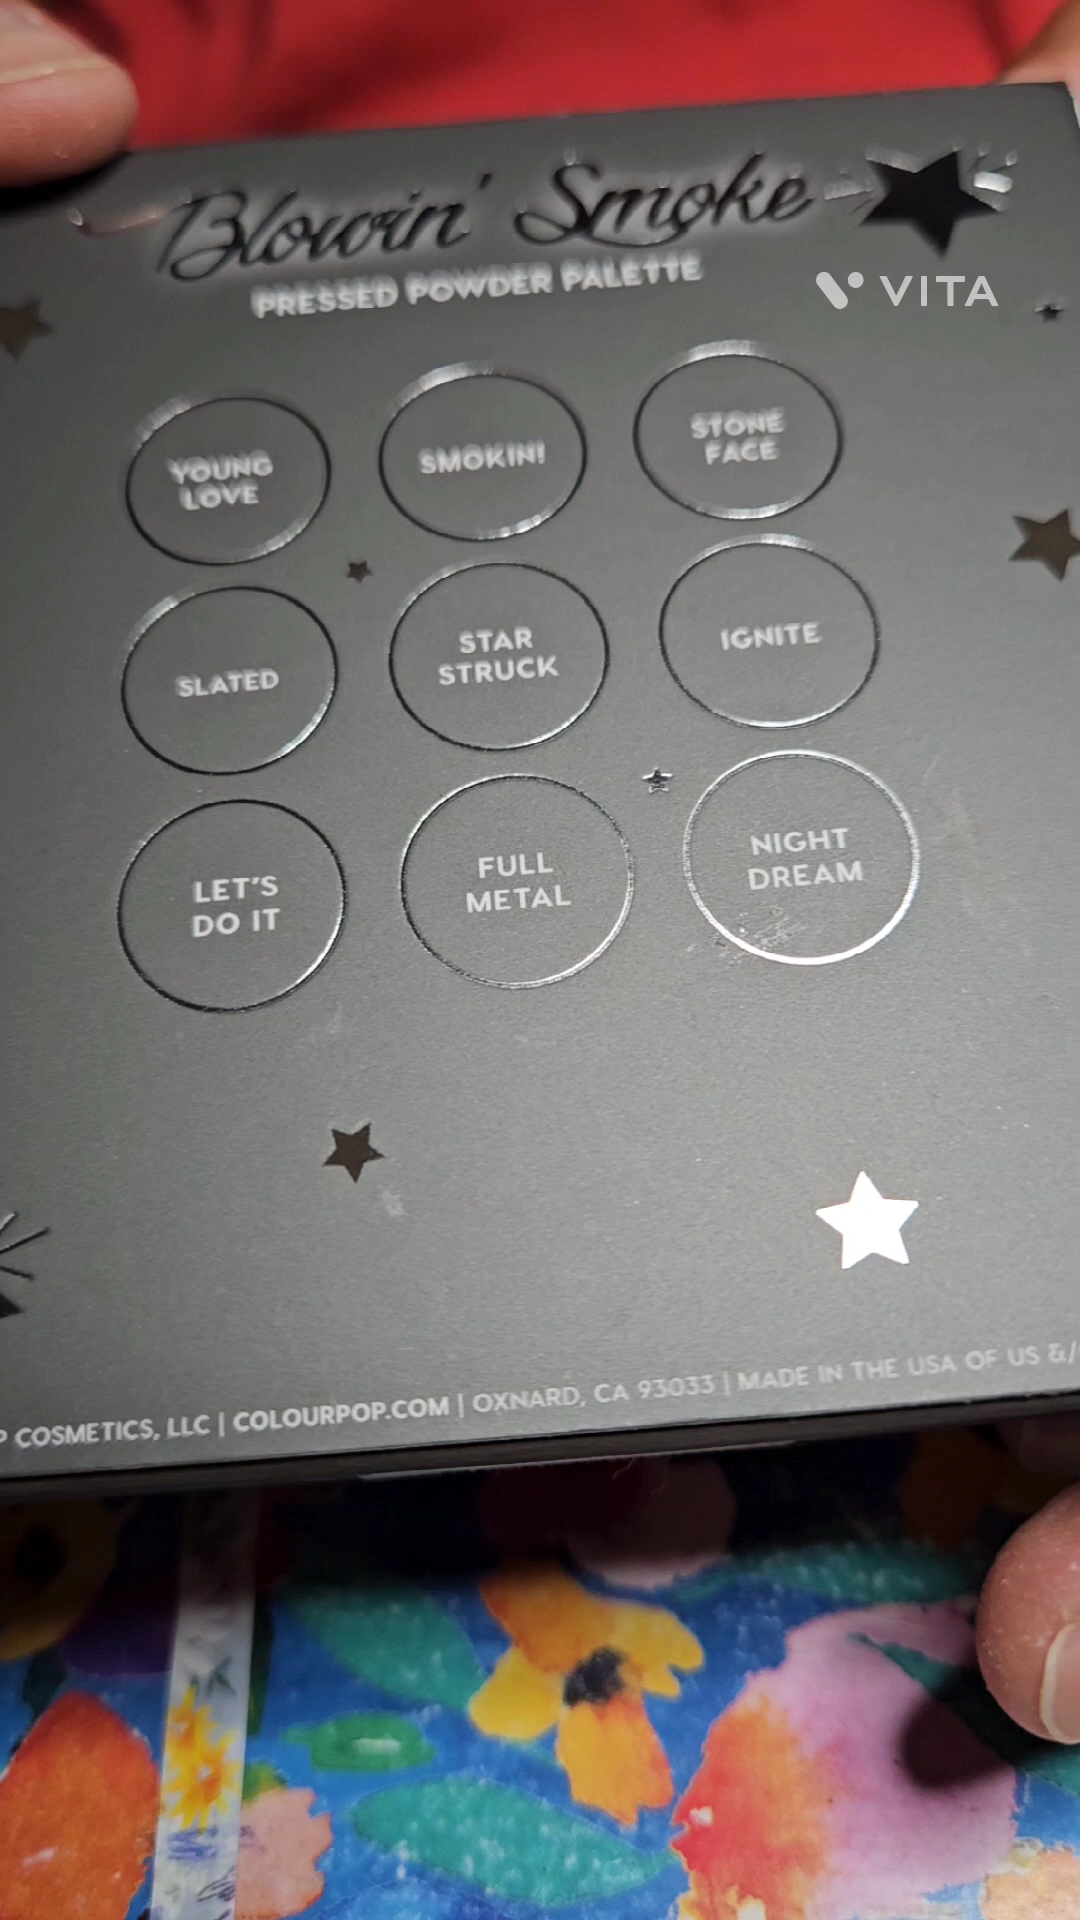 Blowin' Smoke
PRESSED POWDER PALETTE
VITA
YOUNG
LOVE
SMOKIN!
STONE
FACE
SLATED
STAR
STRUCK
IGNITE
LET'S
DO IT
FULL
METAL
NIGHT
DREAM
P COSMETICS, LLC | COLOURPOP.COM | OXNARD, CA 93033 | MADE IN THE USA OF US &/